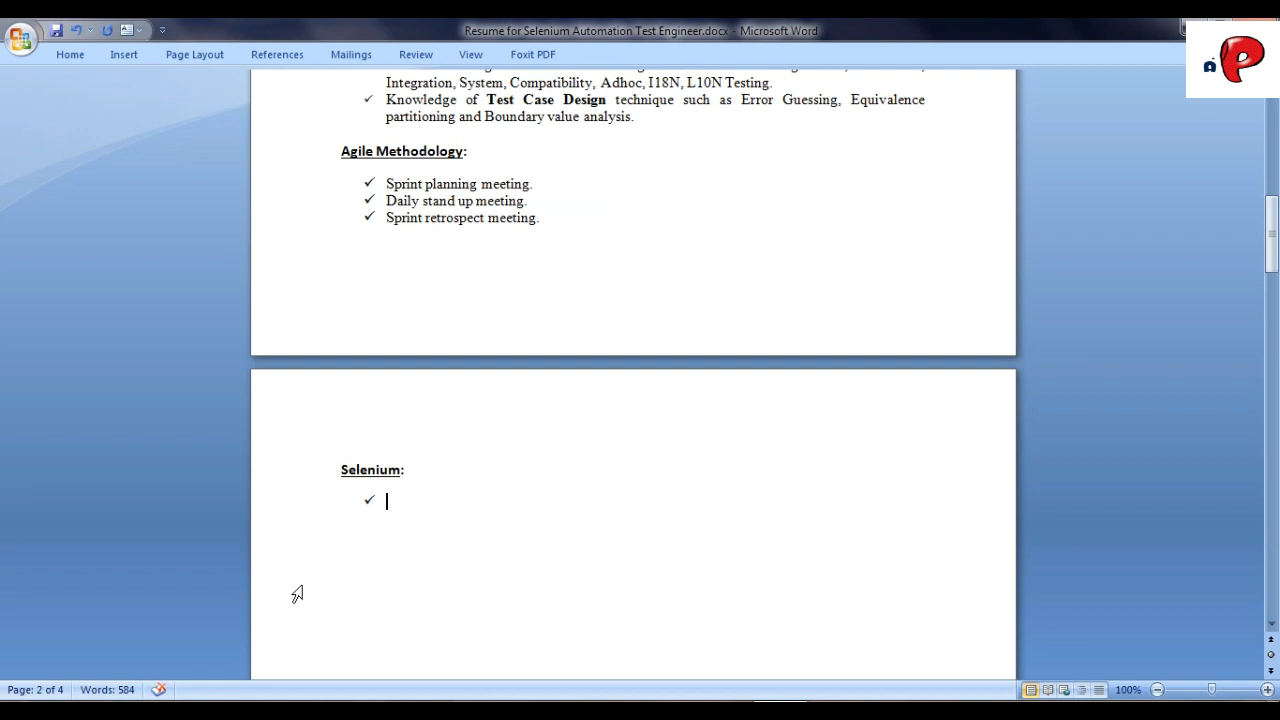 Resume for Selenium Automation Test Engineer.docx - Microsoft Word
Home Insert Page Layout References Mailings Review View Foxit PDF
Integration, System, Compatibility, Adhoc, I18N, L10N Testing.
✓ Knowledge of Test Case Design technique such as Error Guessing, Equivalence
partitioning and Boundary value analysis.
Agile Methodology:
✓ Sprint planning meeting.
✓ Daily stand up meeting.
✓ Sprint retrospect meeting.
Selenium:
✓
Page: 2 of 4 Words: 584 100%